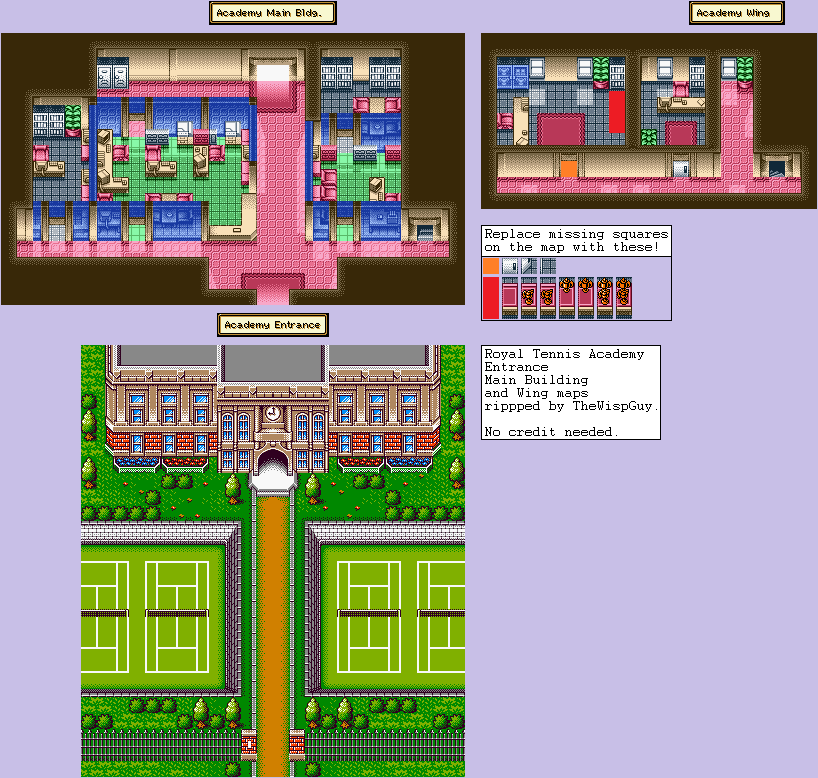 Academy Main Bldg.
Academy Wing
Replace missing squares
on the map with these!
Academy Entrance
Royal Tennis Academy
Entrance
Main Building
and Wing maps
rippped by TheWispGuy.
No credit needed.